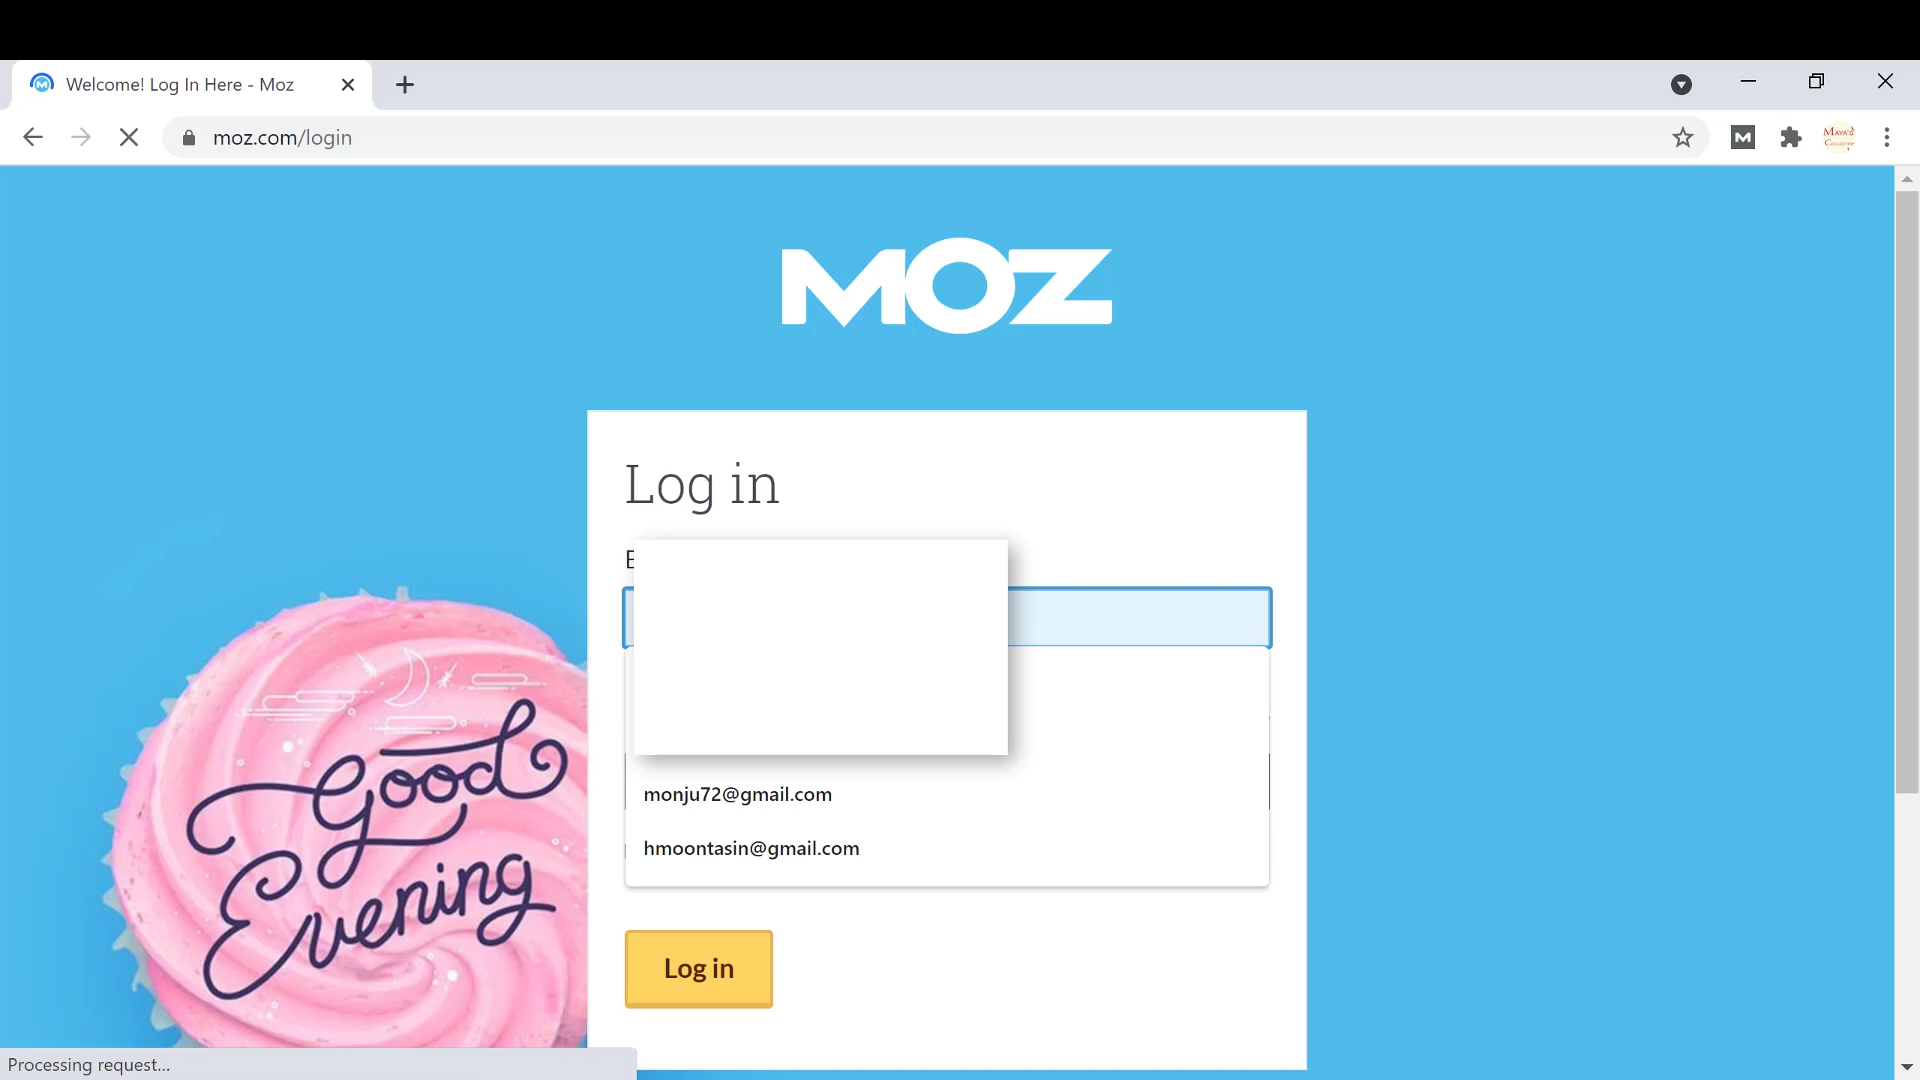 Welcome! Log In Here - Moz
moz.com/login
M
MAYA'S
MOZ
Log in
E
Good
Evening
monju72@gmail.com
hmoontasin@gmail.com
Log in
Processing request...